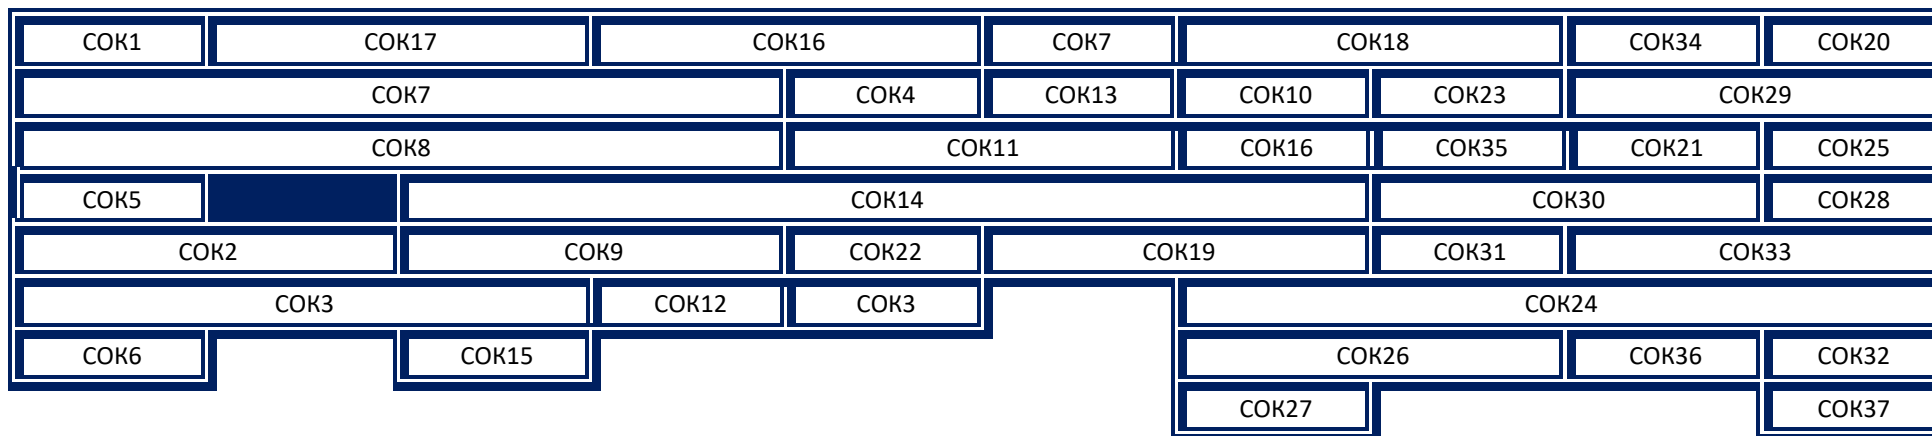 СОК1 СОК17 СОК16 СОК7 СОК18 СОК34 СОК20
СОК7 СОК4 СОК13 СОК10 СОК23 СОК29
СОК8 СОК11 СОК16 СОК35 СОК21 СОК25
СОК5 СОК14 СОК30 СОК28
СОК2 СОК9 СОК22 СОК19 СОК31 СОК33
СОК3 СОК12 СОК3 СОК24
СОК6 СОК15 СОК26 СОК36 СОК32
СОК27 СОК37